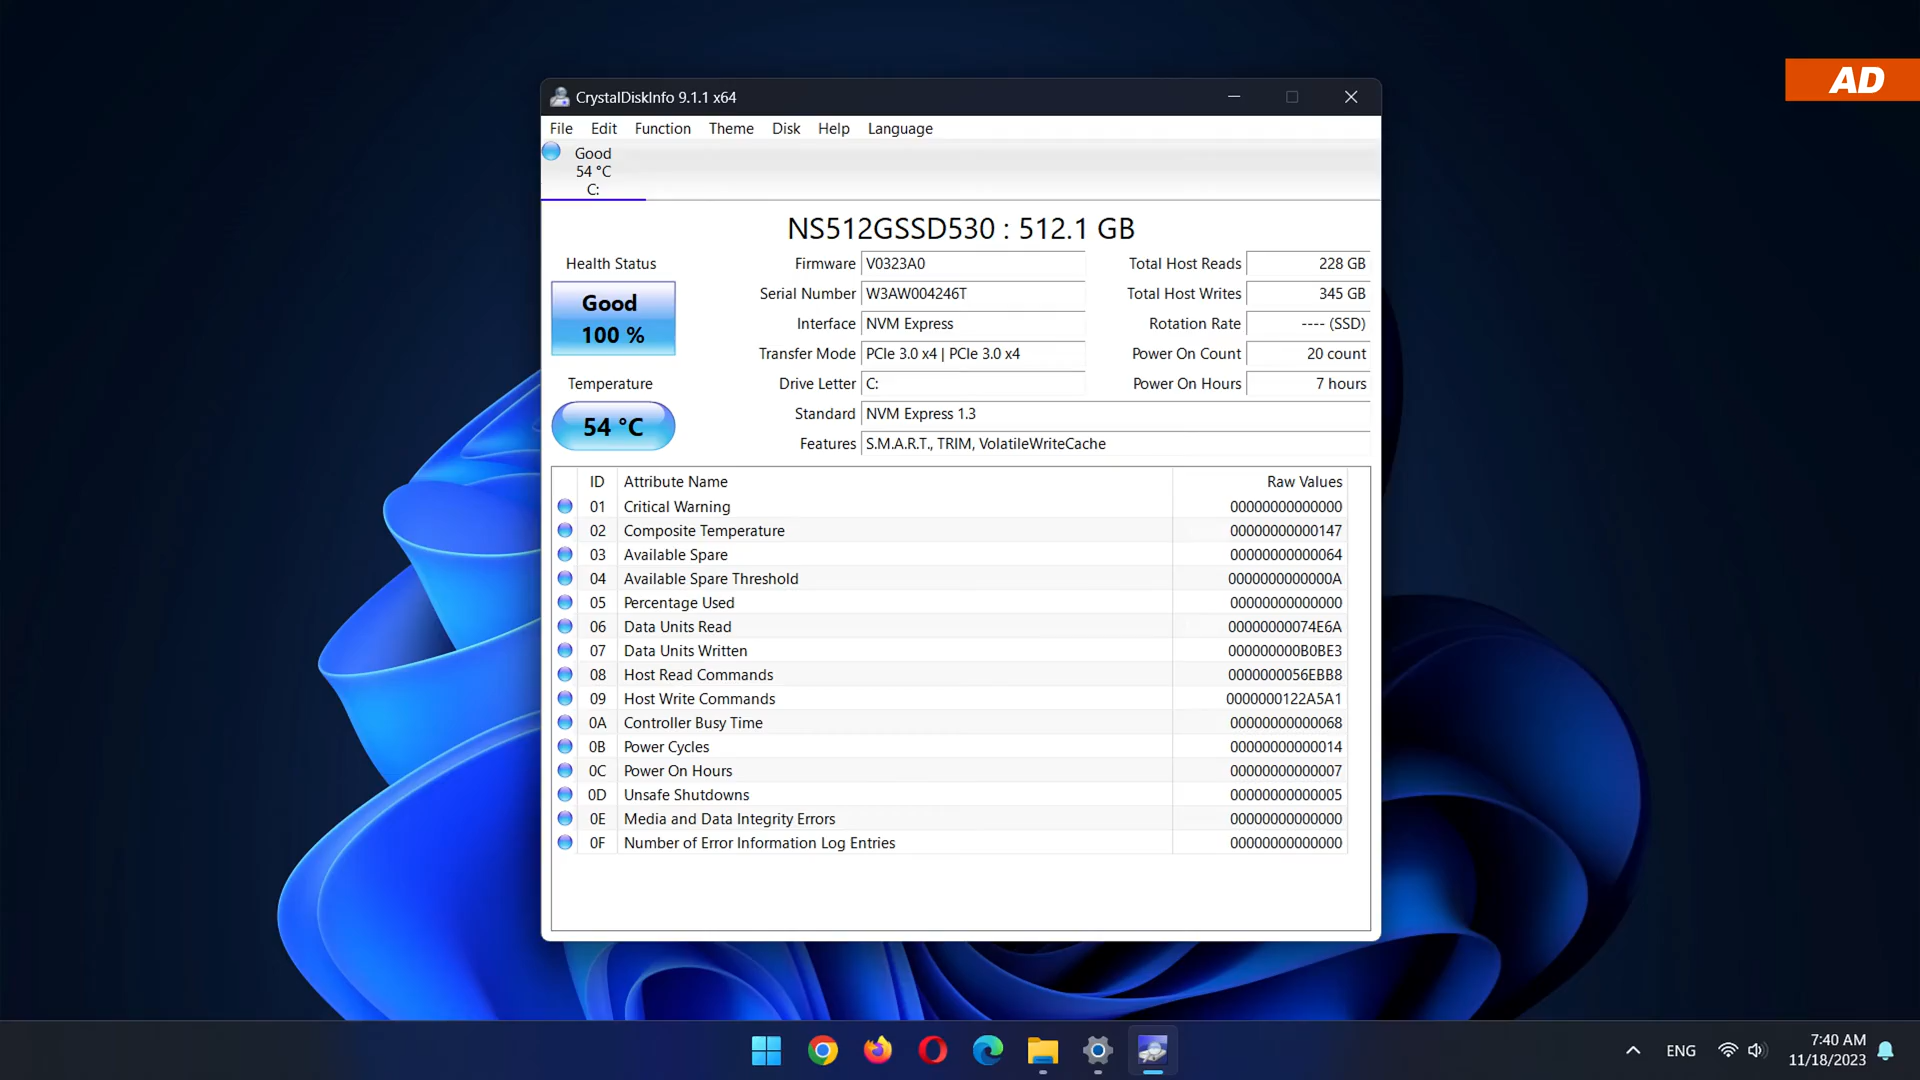 AD
CrystalDiskInfo 9.1.1 x64
File Edit Function Theme Disk Help Language
Good
54 °C
C:
NS512GSSD530 : 512.1 GB
Health Status
Good
100 %
Temperature
54 °C
Firmware V0323A0
Serial Number W3AW004246T
Interface NVM Express
Transfer Mode PCIe 3.0 x4 | PCIe 3.0 x4
Drive Letter C:
Standard NVM Express 1.3
Features S.M.A.R.T., TRIM, VolatileWriteCache
Total Host Reads 228 GB
Total Host Writes 345 GB
Rotation Rate ---- (SSD)
Power On Count 20 count
Power On Hours 7 hours
ID Attribute Name Raw Values
01 Critical Warning 00000000000000
02 Composite Temperature 00000000000147
03 Available Spare 00000000000064
04 Available Spare Threshold 0000000000000A
05 Percentage Used 00000000000000
06 Data Units Read 00000000074E6A
07 Data Units Written 000000000B0BE3
08 Host Read Commands 0000000056EBB8
09 Host Write Commands 0000000122A5A1
0A Controller Busy Time 00000000000068
0B Power Cycles 00000000000014
0C Power On Hours 00000000000007
0D Unsafe Shutdowns 00000000000005
0E Media and Data Integrity Errors 00000000000000
0F Number of Error Information Log Entries 00000000000000
ENG
7:40 AM
11/18/2023